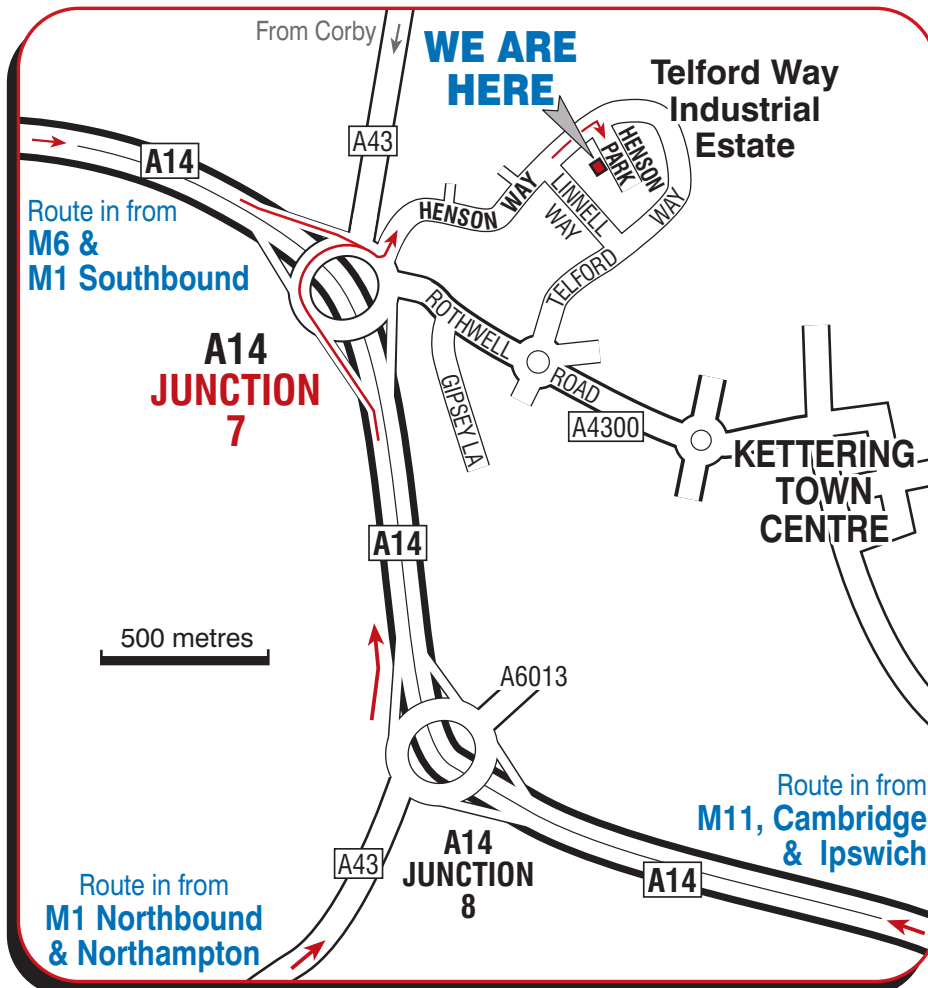 From Corby
WE ARE
HERE
Telford Way
Industrial
Estate
A43
A14
HENSON
PARK
HENSON
WAY
LINNELL
WAY
TELFORD
WAY
Route in from
M6 &
M1 Southbound
A14
JUNCTION
7
ROTHWELL
ROAD
GIPSEY LA
A4300
KETTERING
TOWN
CENTRE
A14
500 metres
A6013
Route in from
M11, Cambridge
& Ipswich
A14
JUNCTION
8
A43
A14
Route in from
M1 Northbound
& Northampton